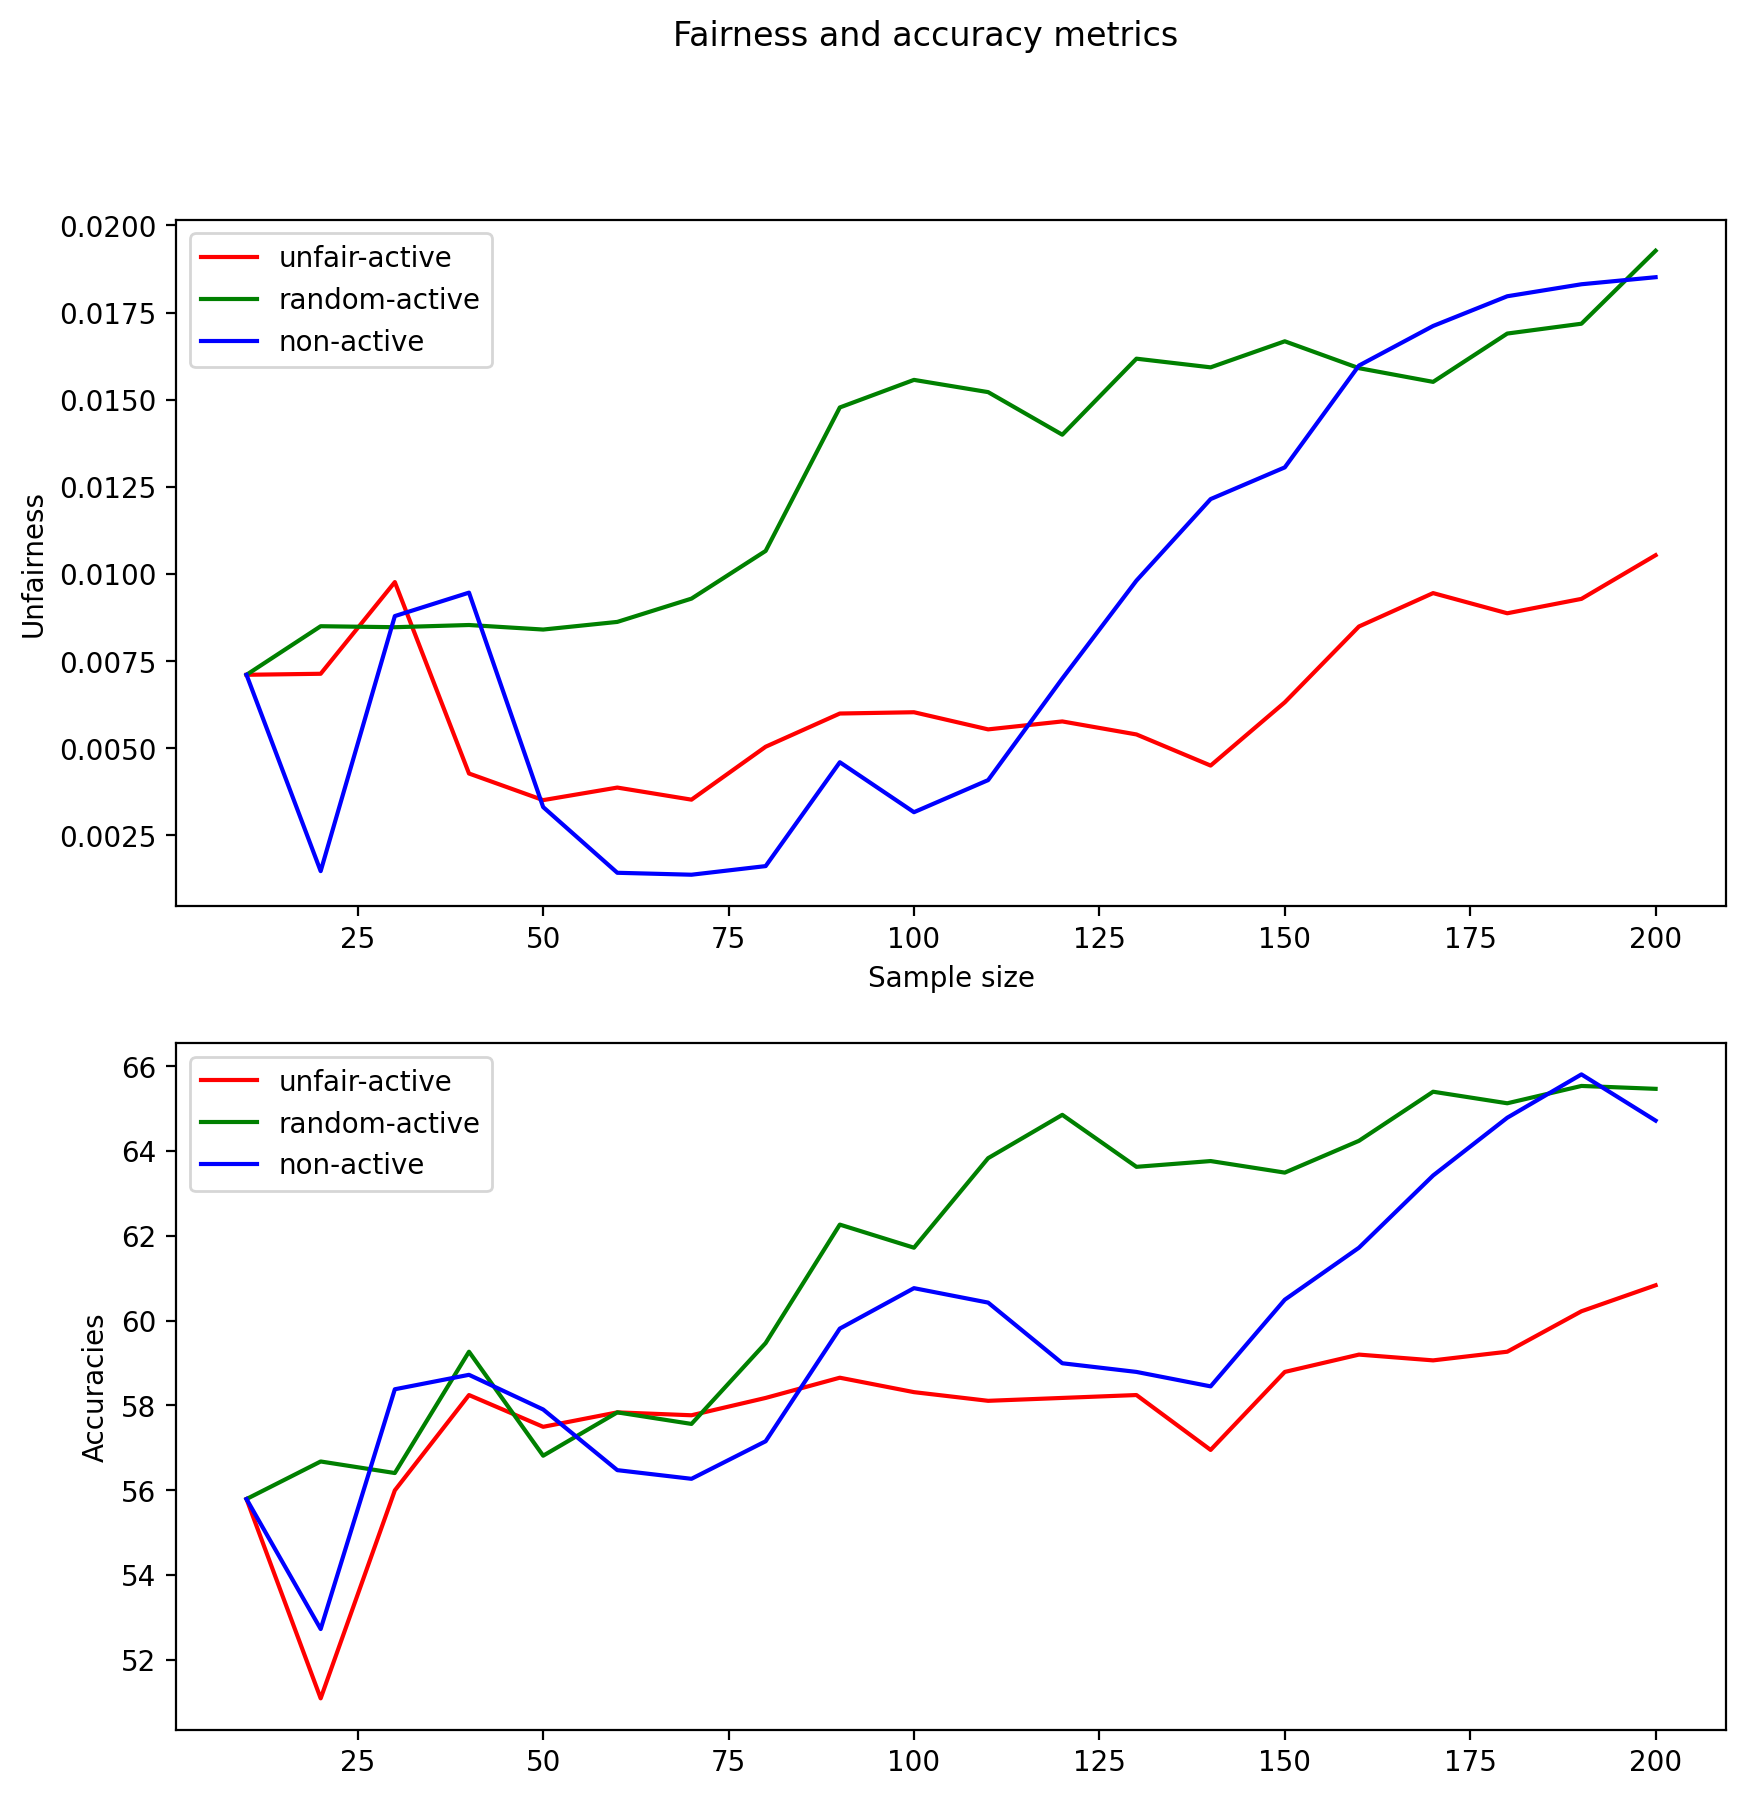 Fairness and accuracy metrics
0.0200
0.0175
0.0150
0.0125
0.0100
0.0075
0.0050
0.0025
Unfairness
unfair-active
random-active
non-active
25 50 75 100 125 150 175 200
Sample size
66
64
62
60
58
56
54
52
Accuracies
unfair-active
random-active
non-active
25 50 75 100 125 150 175 200